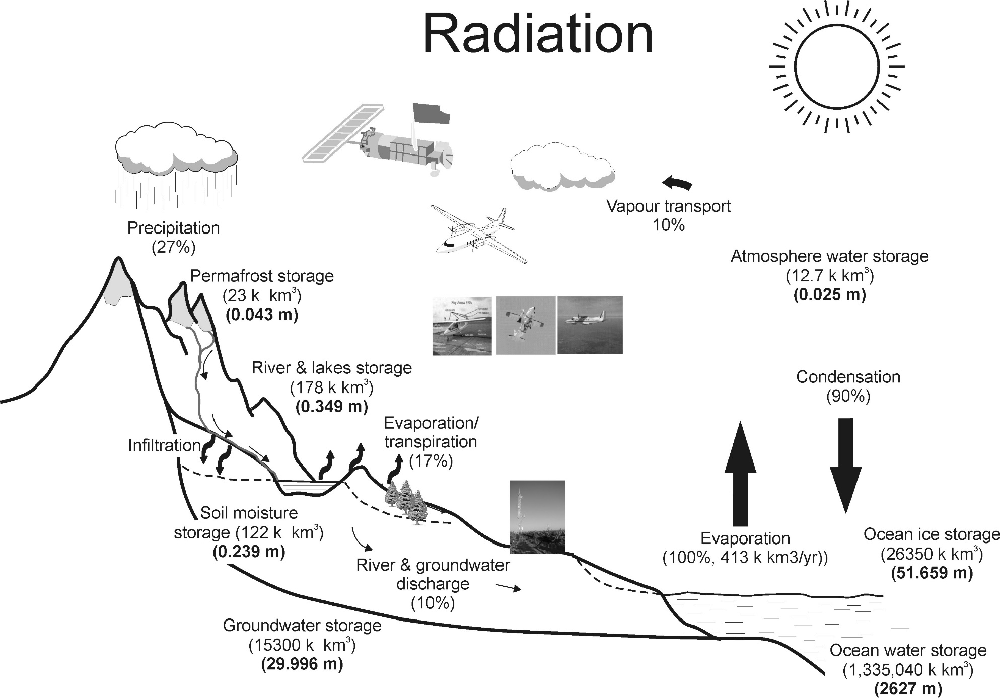 Radiation
Vapour transport
10%
Precipitation
(27%)
Atmosphere water storage
(12.7 k km³)
(0.025 m)
Permafrost storage
(23 k  km³)
(0.043 m)
Sky Arrow ERA
River & lakes storage
(178 k km³)
(0.349 m)
Condensation
(90%)
Evaporation/
transpiration
(17%)
Infiltration
Soil moisture
storage (122 k  km³)
(0.239 m)
Evaporation
(100%, 413 k km3/yr))
Ocean ice storage
(26350 k km³)
(51.659 m)
River & groundwater
discharge
(10%)
Groundwater storage
(15300 k  km³)
(29.996 m)
Ocean water storage
(1,335,040 k km³)
(2627 m)